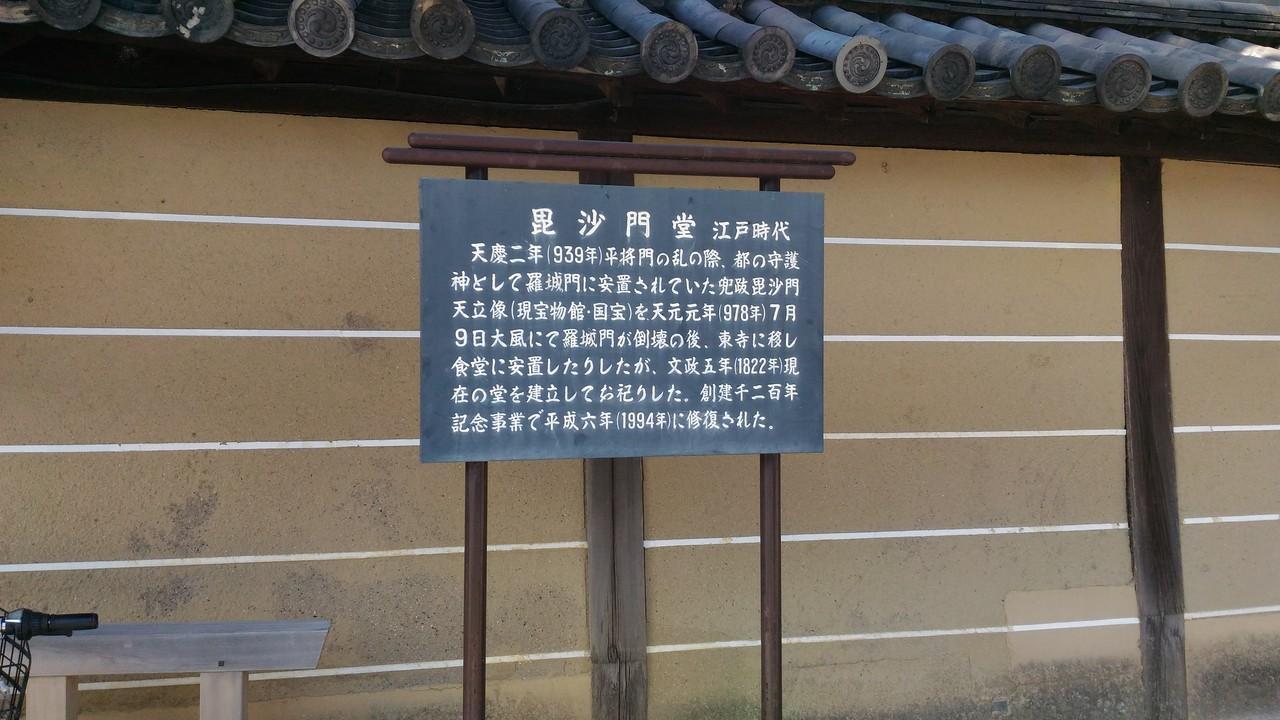 毘沙門堂 江戸時代
天慶二年(939年)平将門の乱の際、都の守護
神として羅城門に安置されていた兜跋毘沙門
天立像(現宝物館・国宝)を天元元年(978年)7月
9日大風にて羅城門が倒壊の後、東寺に移し
食堂に安置したりしたが、文政五年(1822年)現
在の堂を建立してお祀りした。創建千二百年
記念事業で平成六年(1994年)に修復された。